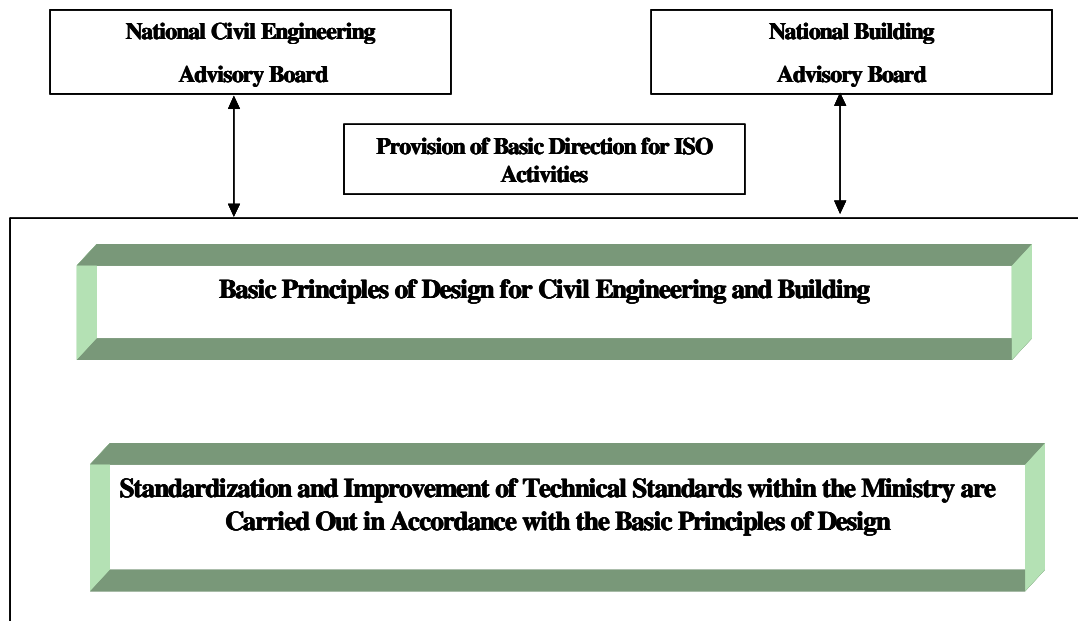 National Civil Engineering
Advisory Board
National Building
Advisory Board
Provision of Basic Direction for ISO
Activities
Basic Principles of Design for Civil Engineering and Building
Standardization and Improvement of Technical Standards within the Ministry are
Carried Out in Accordance with the Basic Principles of Design